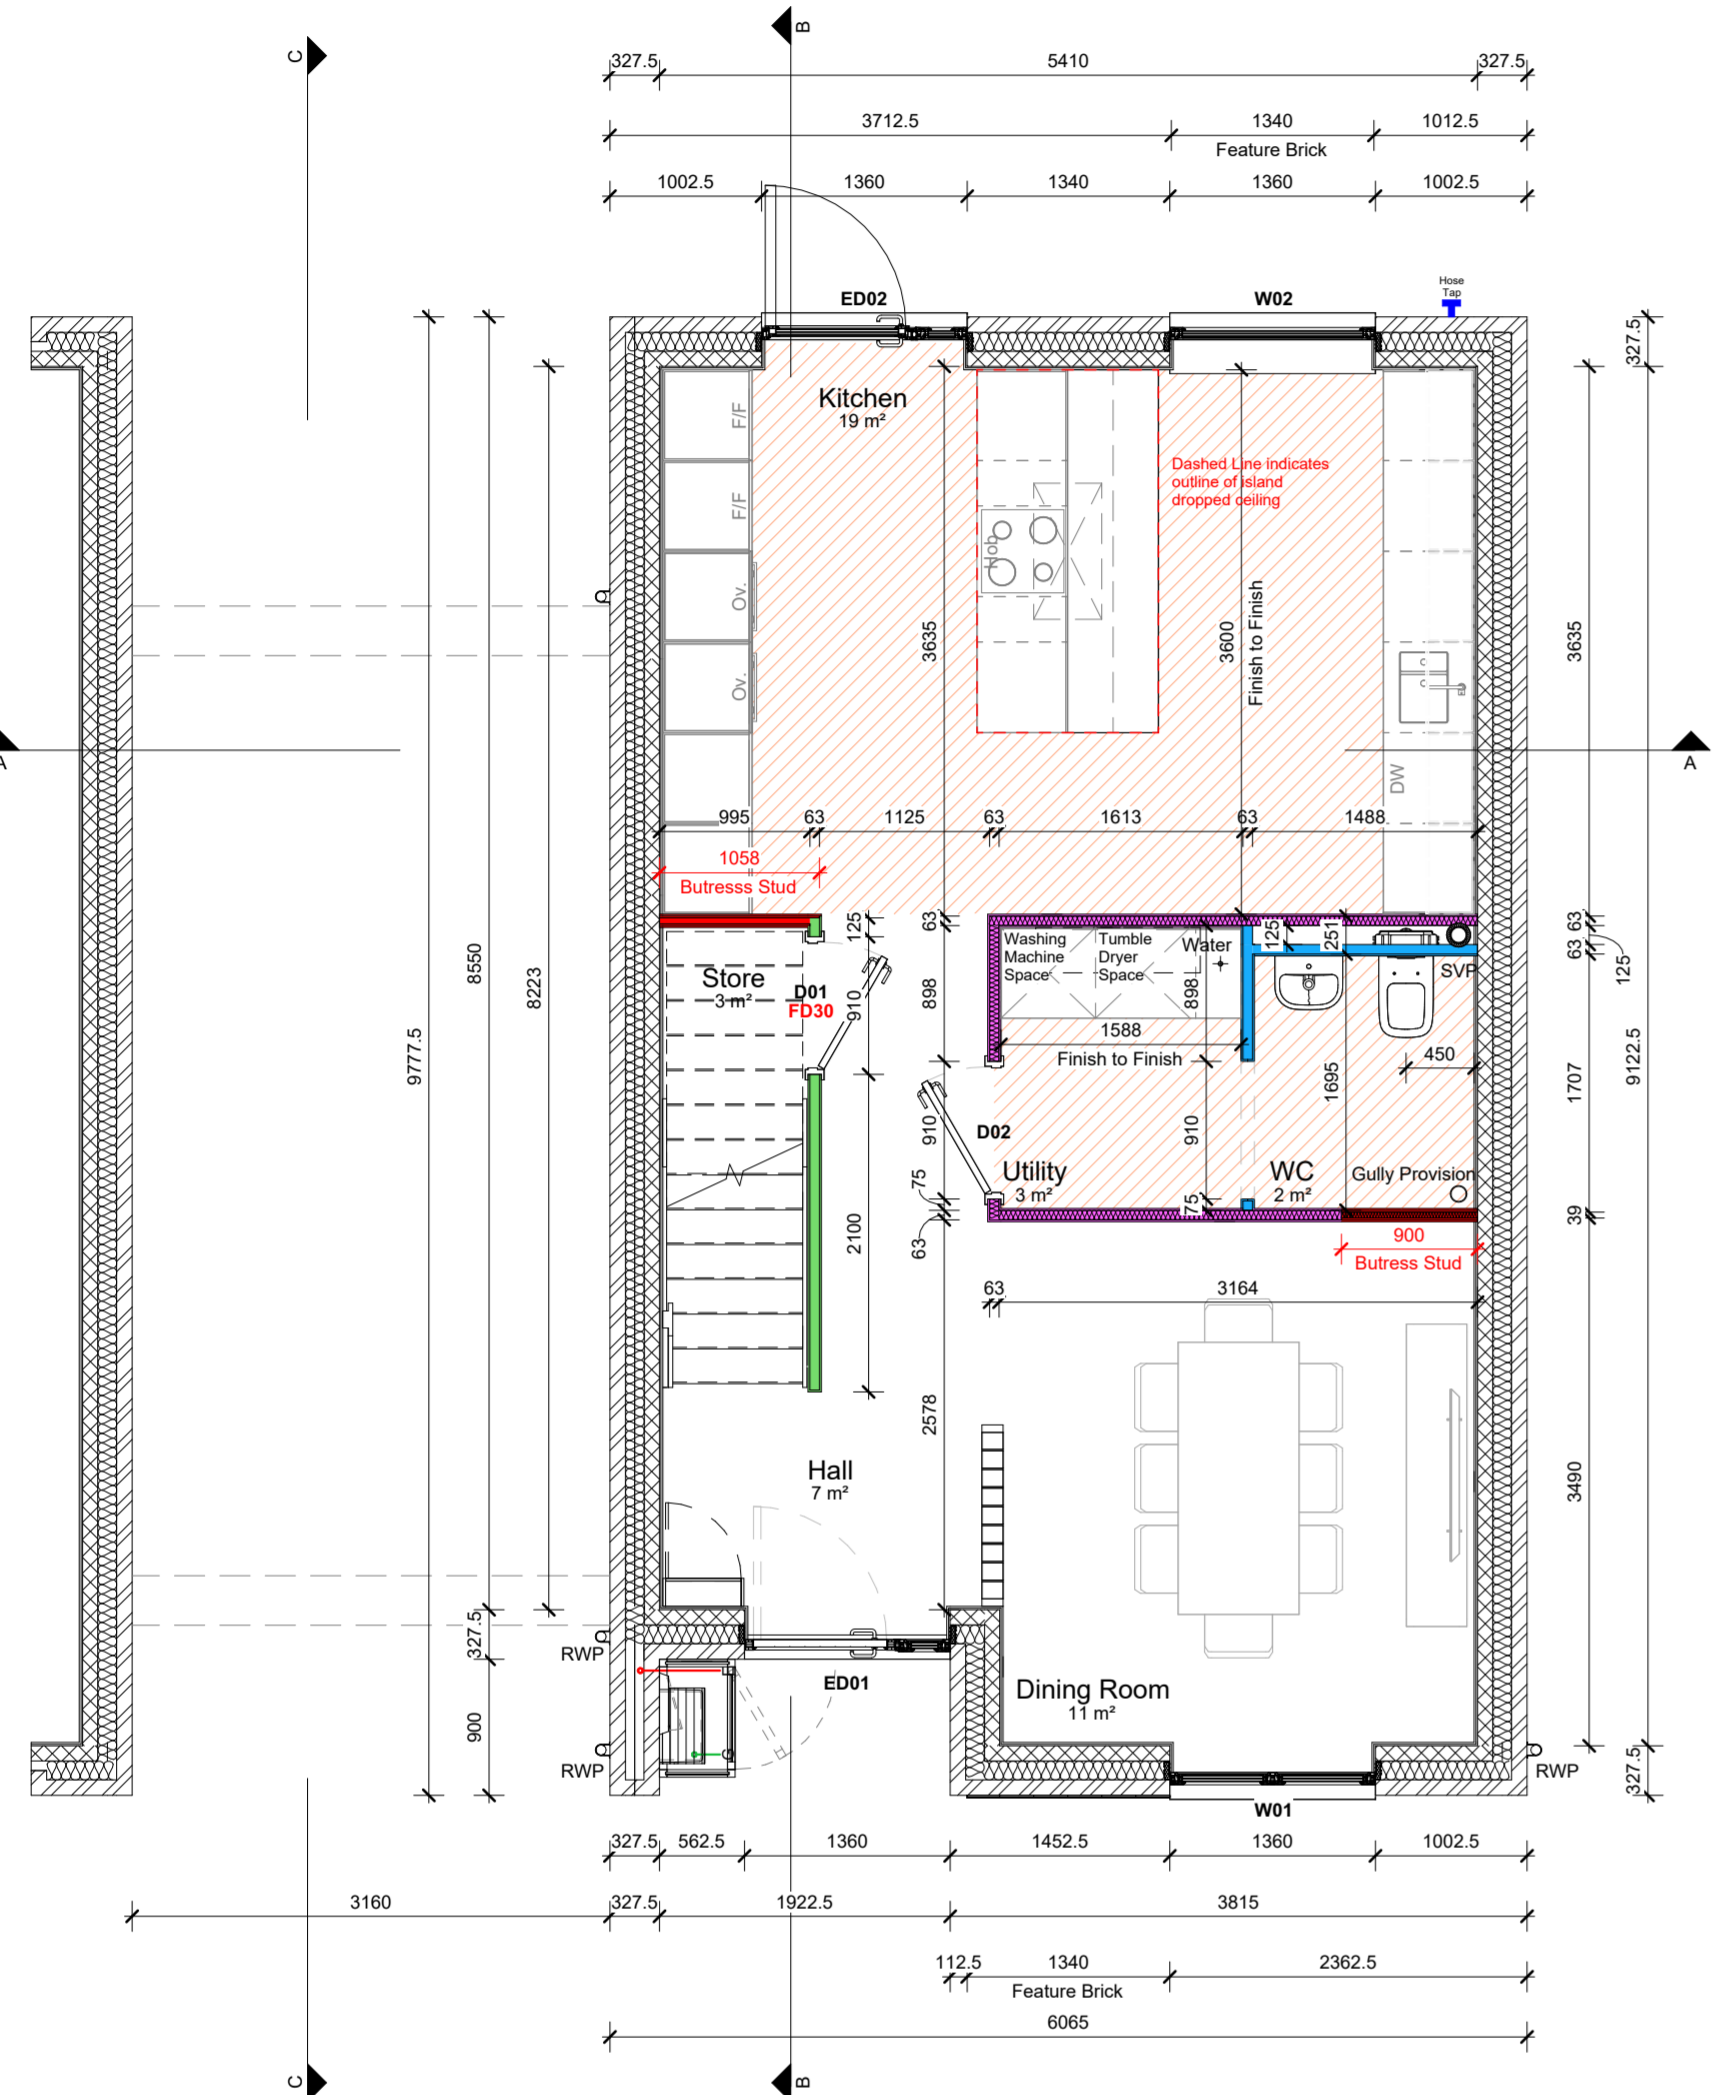 C
B
327.5
5410
327.5
3712.5
1340
1012.5
Feature Brick
1002.5
1360
1340
1360
1002.5
Hose
Tap
ED02
W02
327.5
Kitchen
19 m²
F/F
F/F
Ov.
Ov.
Hob
Dashed Line indicates
outline of island
dropped ceiling
3635
3600
Finish to Finish
3635
A
A
DW
995
63
1125
63
1613
63
1488
1058
Butresss Stud
125
63
125
251
63
63
125
Washing
Machine
Space
Tumble
Dryer
Space
Water
SVP
Store
3 m²
D01
FD30
910
898
898
8550
8223
9777.5
1588
Finish to Finish
450
1695
1707
9122.5
910
D02
910
Utility
3 m²
WC
2 m²
Gully Provision
75
75
63
39
2100
900
Butress Stud
63
3164
2578
Hall
7 m²
3490
327.5
RWP
ED01
Dining Room
11 m²
900
RWP
RWP
327.5
W01
327.5
562.5
1360
1452.5
1360
1002.5
3160
327.5
1922.5
3815
112.5
1340
2362.5
Feature Brick
6065
C
B